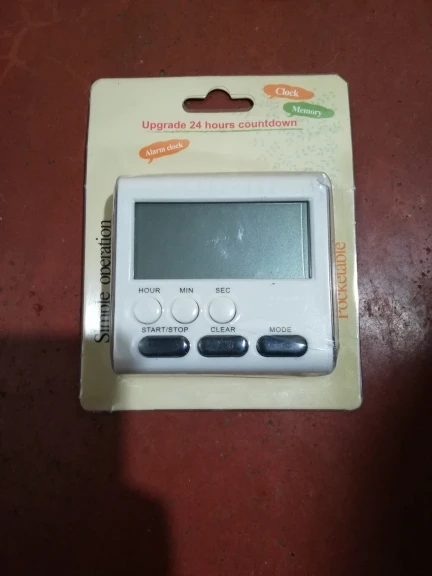 Clock
Memory
Upgrade 24 hours countdown
Alarm clock
Simple operation
Pocketable
HOUR MIN SEC
START/STOP CLEAR MODE